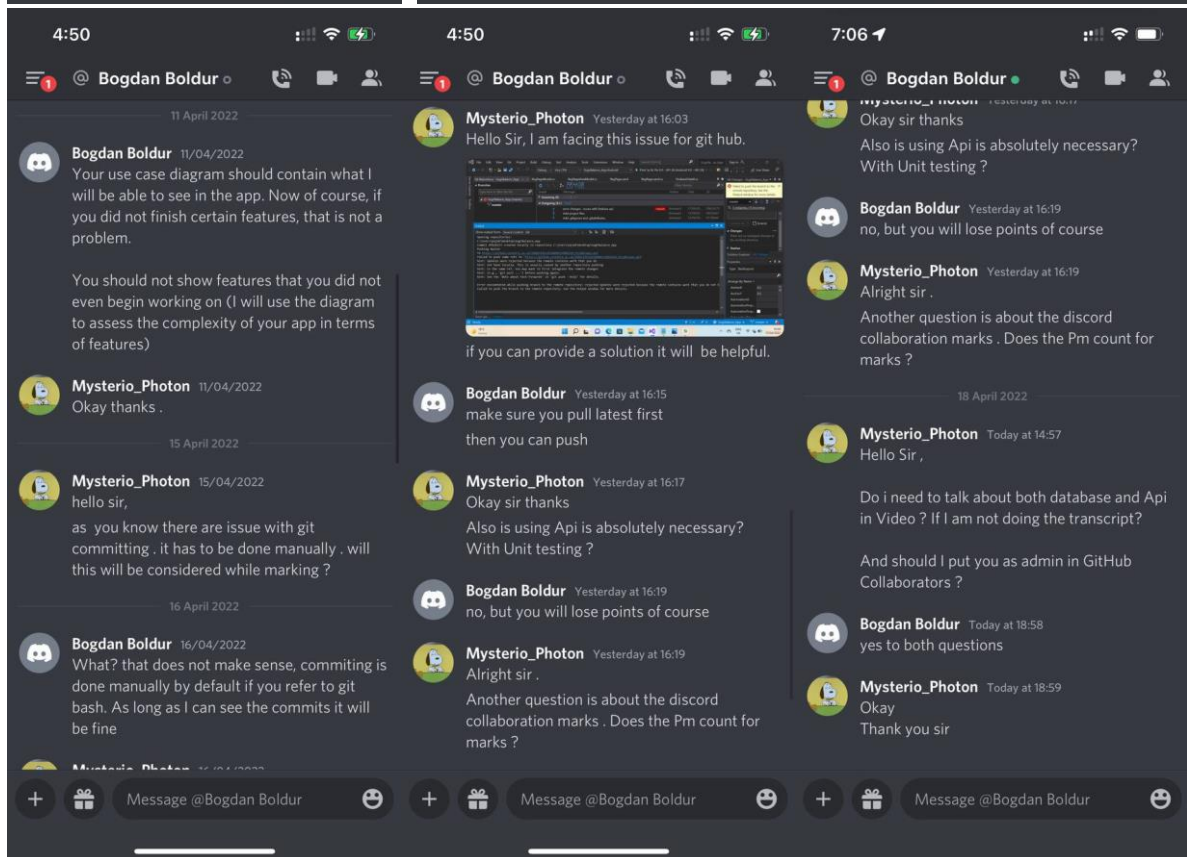 4:50
1
@ Bogdan Boldur
11 April 2022
Bogdan Boldur 11/04/2022
Your use case diagram should contain what I
will be able to see in the app. Now of course, if
you did not finish certain features, that is not a
problem.
You should not show features that you did not
even begin working on (I will use the diagram
to assess the complexity of your app in terms
of features)
Mysterio_Photon 11/04/2022
Okay thanks .
15 April 2022
Mysterio_Photon 15/04/2022
hello sir,
as you know there are issue with git
committing . it has to be done manually . will
this will be considered while marking ?
16 April 2022
Bogdan Boldur 16/04/2022
What? that does not make sense, commiting is
done manually by default if you refer to git
bash. As long as I can see the commits it will
be fine
Mysterio_Photon 16/04/2022
Message @Bogdan Boldur
4:50
1
@ Bogdan Boldur
Mysterio_Photon Yesterday at 16:03
Hello Sir, I am facing this issue for git hub.
if you can provide a solution it will be helpful.
Bogdan Boldur Yesterday at 16:15
make sure you pull latest first
then you can push
Mysterio_Photon Yesterday at 16:17
Okay sir thanks
Also is using Api is absolutely necessary?
With Unit testing ?
Bogdan Boldur Yesterday at 16:19
no, but you will lose points of course
Mysterio_Photon Yesterday at 16:19
Alright sir .
Another question is about the discord
collaboration marks . Does the Pm count for
marks ?
Message @Bogdan Boldur
7:06
1
@ Bogdan Boldur
Mysterio_Photon Yesterday at 16:17
Okay sir thanks
Also is using Api is absolutely necessary?
With Unit testing ?
Bogdan Boldur Yesterday at 16:19
no, but you will lose points of course
Mysterio_Photon Yesterday at 16:19
Alright sir .
Another question is about the discord
collaboration marks . Does the Pm count for
marks ?
18 April 2022
Mysterio_Photon Today at 14:57
Hello Sir ,
Do i need to talk about both database and Api
in Video ? If I am not doing the transcript?
And should I put you as admin in GitHub
Collaborators ?
Bogdan Boldur Today at 18:58
yes to both questions
Mysterio_Photon Today at 18:59
Okay
Thank you sir
Message @Bogdan Boldur